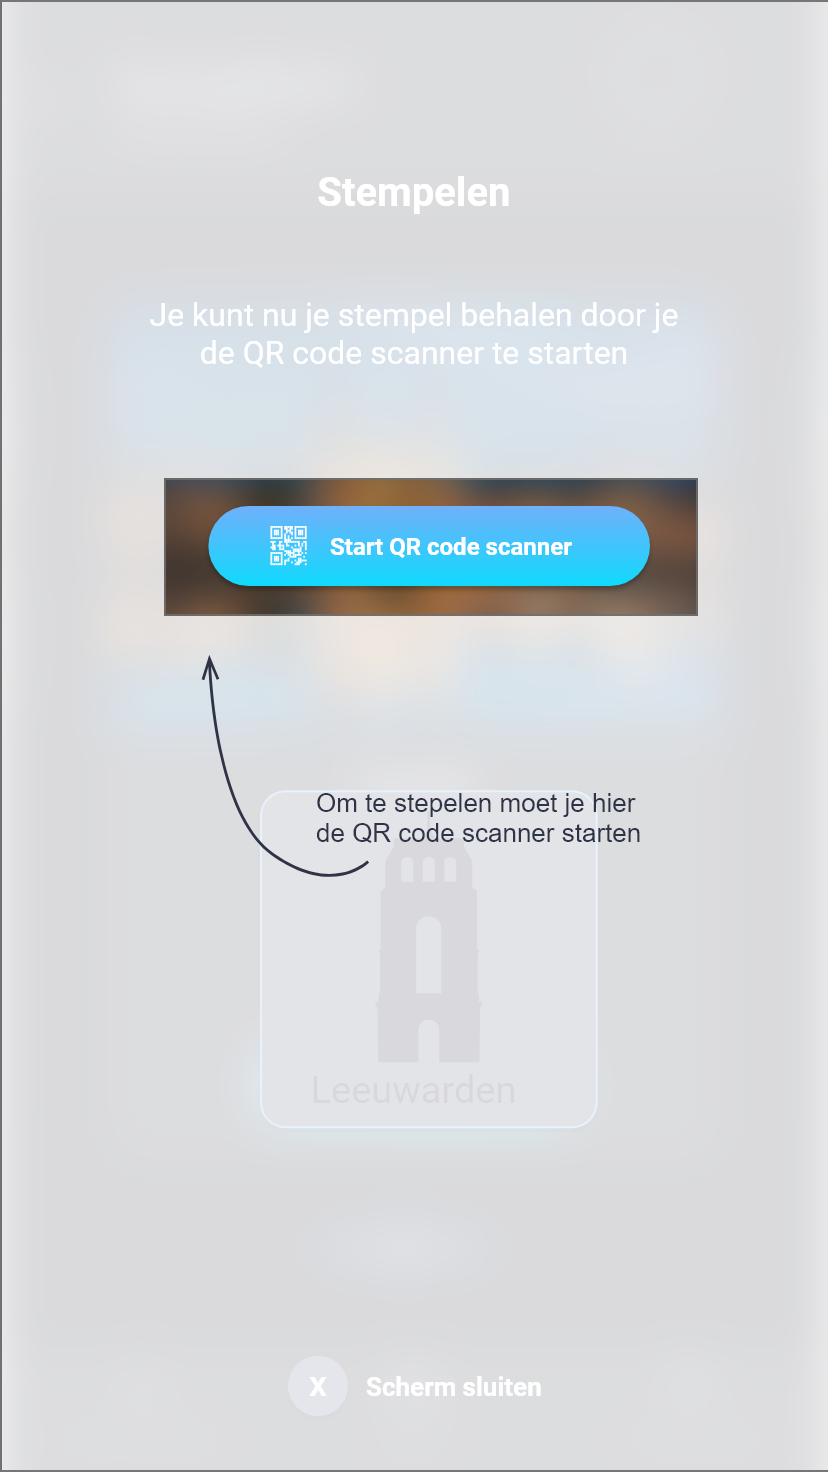 Stempelen
Je kunt nu je stempel behalen door je
de QR code scanner te starten
Start QR code scanner
Om te stepelen moet je hier
de QR code scanner starten
Leeuwarden
X
Scherm sluiten